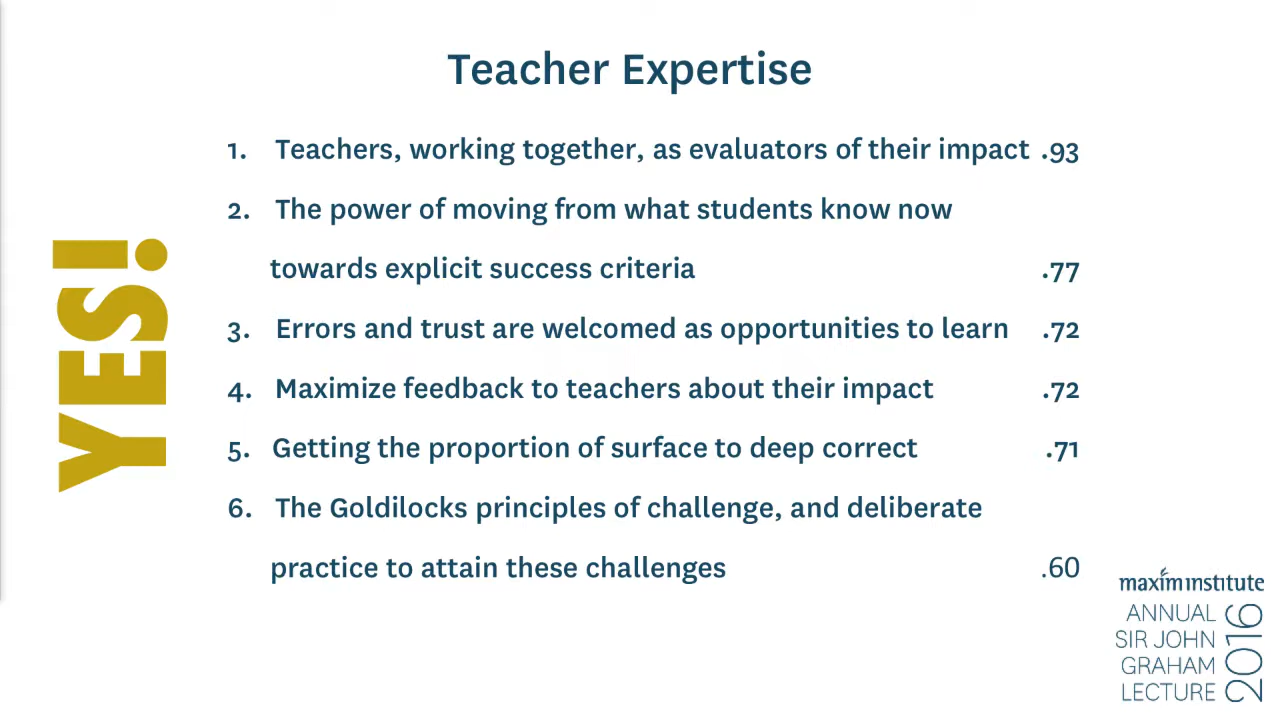 Teacher Expertise
YES!
1. Teachers, working together, as evaluators of their impact .93
2. The power of moving from what students know now
towards explicit success criteria .77
3. Errors and trust are welcomed as opportunities to learn .72
4. Maximize feedback to teachers about their impact .72
5. Getting the proportion of surface to deep correct .71
6. The Goldilocks principles of challenge, and deliberate
practice to attain these challenges .60
maxim institute
ANNUAL
SIR JOHN
GRAHAM
LECTURE
2016